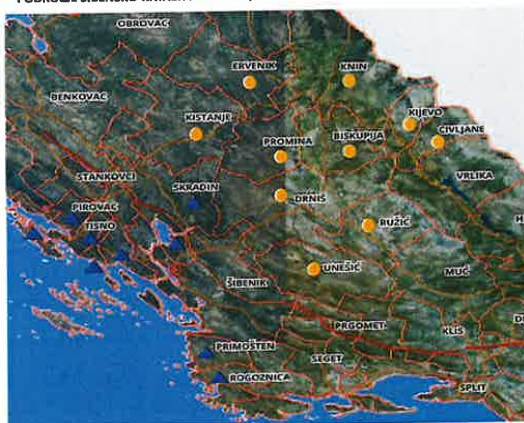 OBROVAC
ERVENIK
KNIN
BENKOVAC
KISTANJE
KIJEVO
CIVLJANE
PROMINA
BISKUPIJA
STANKOVCI
SKRADIN
VRLIKA
PIROVAC
DRNIŠ
TISNO
RUŽIĆ
UNEŠIĆ
MUĆ
ŠIBENIK
PRGOMET
KLIS
PRIMOŠTEN
SEGET
ROGOZNICA
SPLIT